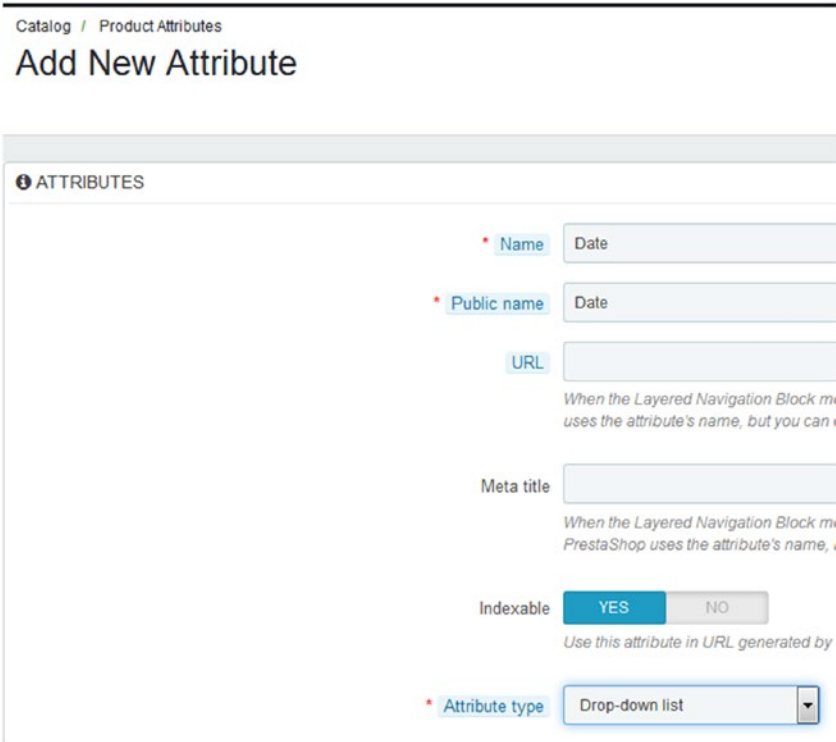 Catalog / Product Attributes
Add New Attribute
ATTRIBUTES
* Name Date
* Public name Date
URL
When the Layered Navigation Block
uses the attribute's name, but you can
Meta title
When the Layered Navigation Block
PrestaShop uses the attribute's name,
Indexable YES NO
Use this attribute in URL generated by
* Attribute type Drop-down list